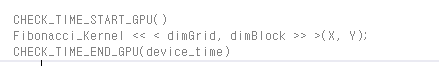 CHECK_TIME_START_GPU()
Fibonacci_Kernel << < dimGrid, dimBlock >> >(X, Y);
CHECK_TIME_END_GPU(device_time)